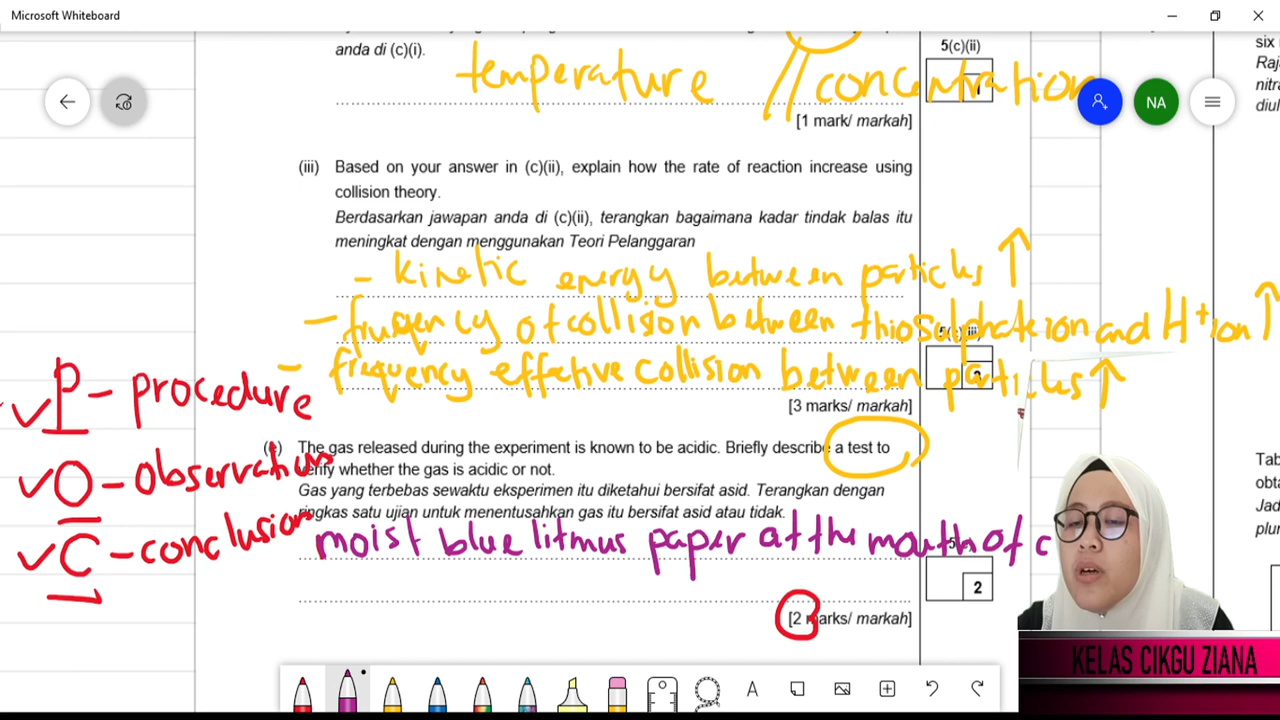 Microsoft Whiteboard
anda di (c)(i).
5(c)(ii)
temperature // concentration
[1 mark/ markah]
NA
six
Raj
nitra
diul
(iii) Based on your answer in (c)(ii), explain how the rate of reaction increase using
collision theory.
Berdasarkan jawapan anda di (c)(ii), terangkan bagaimana kadar tindak balas itu
meningkat dengan menggunakan Teori Pelanggaran
- kinetic energy between particles ↑
- frequency of collision between thiosulphate ion and H+ ion ↑
- frequency effective collision between particles ↑
[3 marks/ markah]
✓ P - procedure
✓ O - observation
✓ C - conclusion
The gas released during the experiment is known to be acidic. Briefly describe a test to
verify whether the gas is acidic or not.
Gas yang terbebas sewaktu eksperimen itu diketahui bersifat asid. Terangkan dengan
ringkas satu ujian untuk menentusahkan gas itu bersifat asid atau tidak.
moist blue litmus paper at the mouth of c
2
[2 marks/ markah]
Tab
obta
Jad
plun
KELAS CIKGU ZIANA